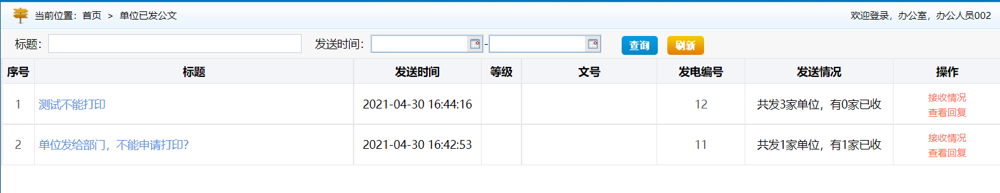 当前位置：首页 > 单位已发公文 欢迎登录，办公室，办公人员002
标题： 发送时间： - 查询 刷新
序号 标题 发送时间 等级 文号 发电编号 发送情况 操作
1 测试不能打印 2021-04-30 16:44:16 12 共发3家单位，有0家已收 接收情况
查看回复
2 单位发给部门，不能申请打印？ 2021-04-30 16:42:53 11 共发1家单位，有1家已收 接收情况
查看回复